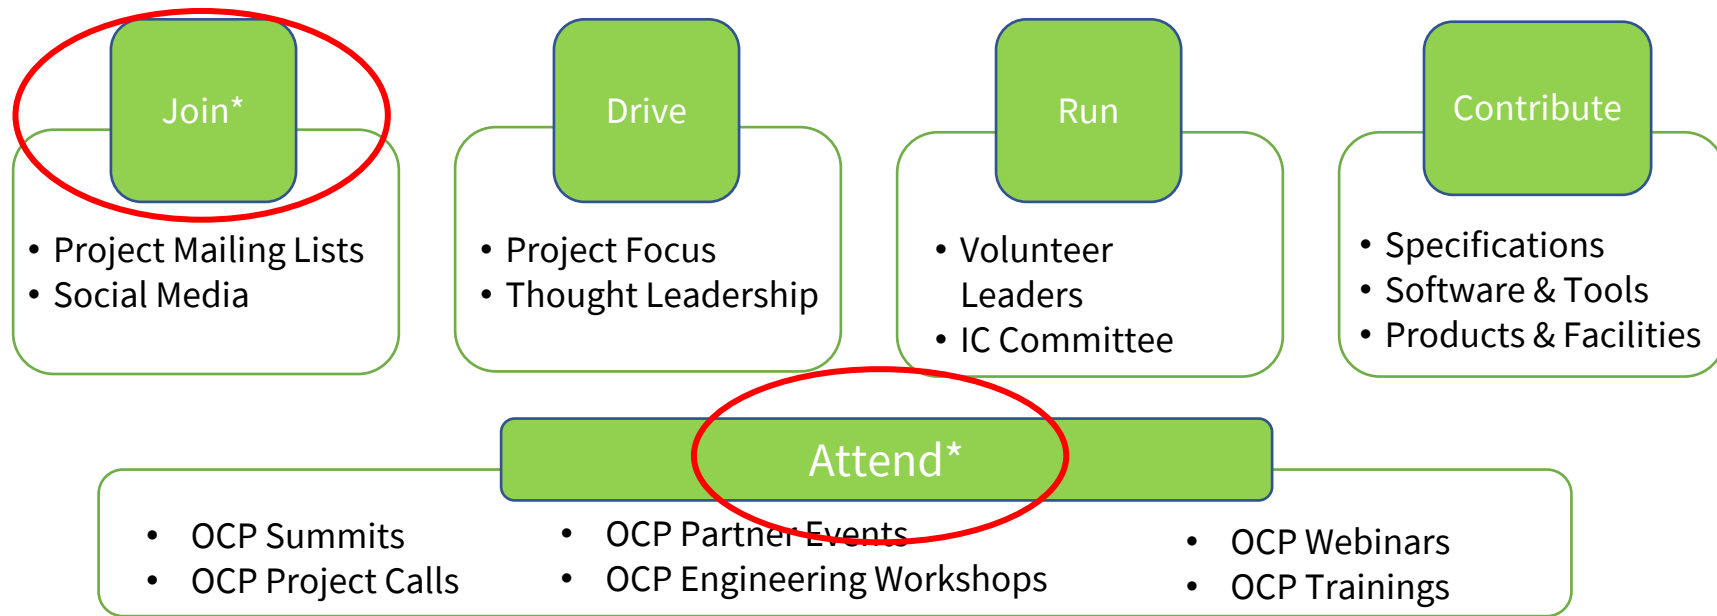 Join*
Drive
Run
Contribute
• Project Mailing Lists
• Social Media
• Project Focus
• Thought Leadership
• Volunteer
Leaders
• IC Committee
• Specifications
• Software & Tools
• Products & Facilities
Attend*
• OCP Summits
• OCP Project Calls
• OCP Partner Events
• OCP Engineering Workshops
• OCP Webinars
• OCP Trainings